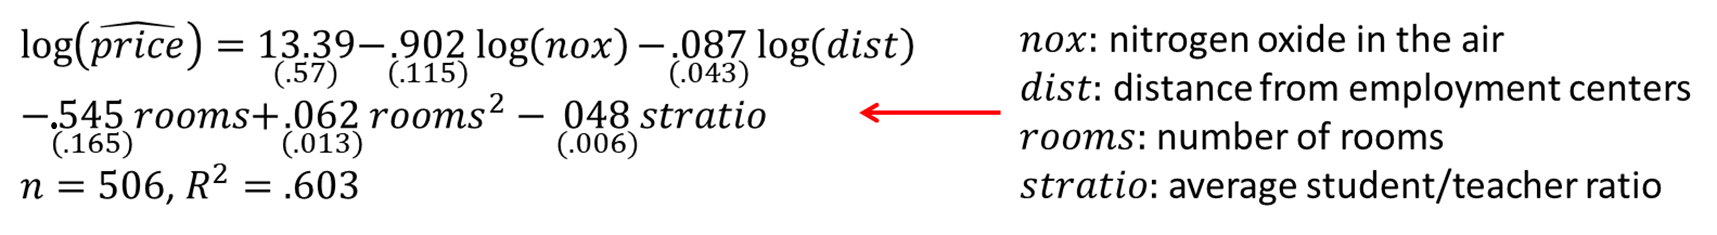 log(p̂rice) = 13.39−.902 log(nox) −.087 log(dist)
(.57) (.115) (.043)
−.545 rooms+.062 rooms² − 048 stratio
(.165) (.013) (.006)
n = 506, R² = .603
nox: nitrogen oxide in the air
dist: distance from employment centers
rooms: number of rooms
stratio: average student/teacher ratio